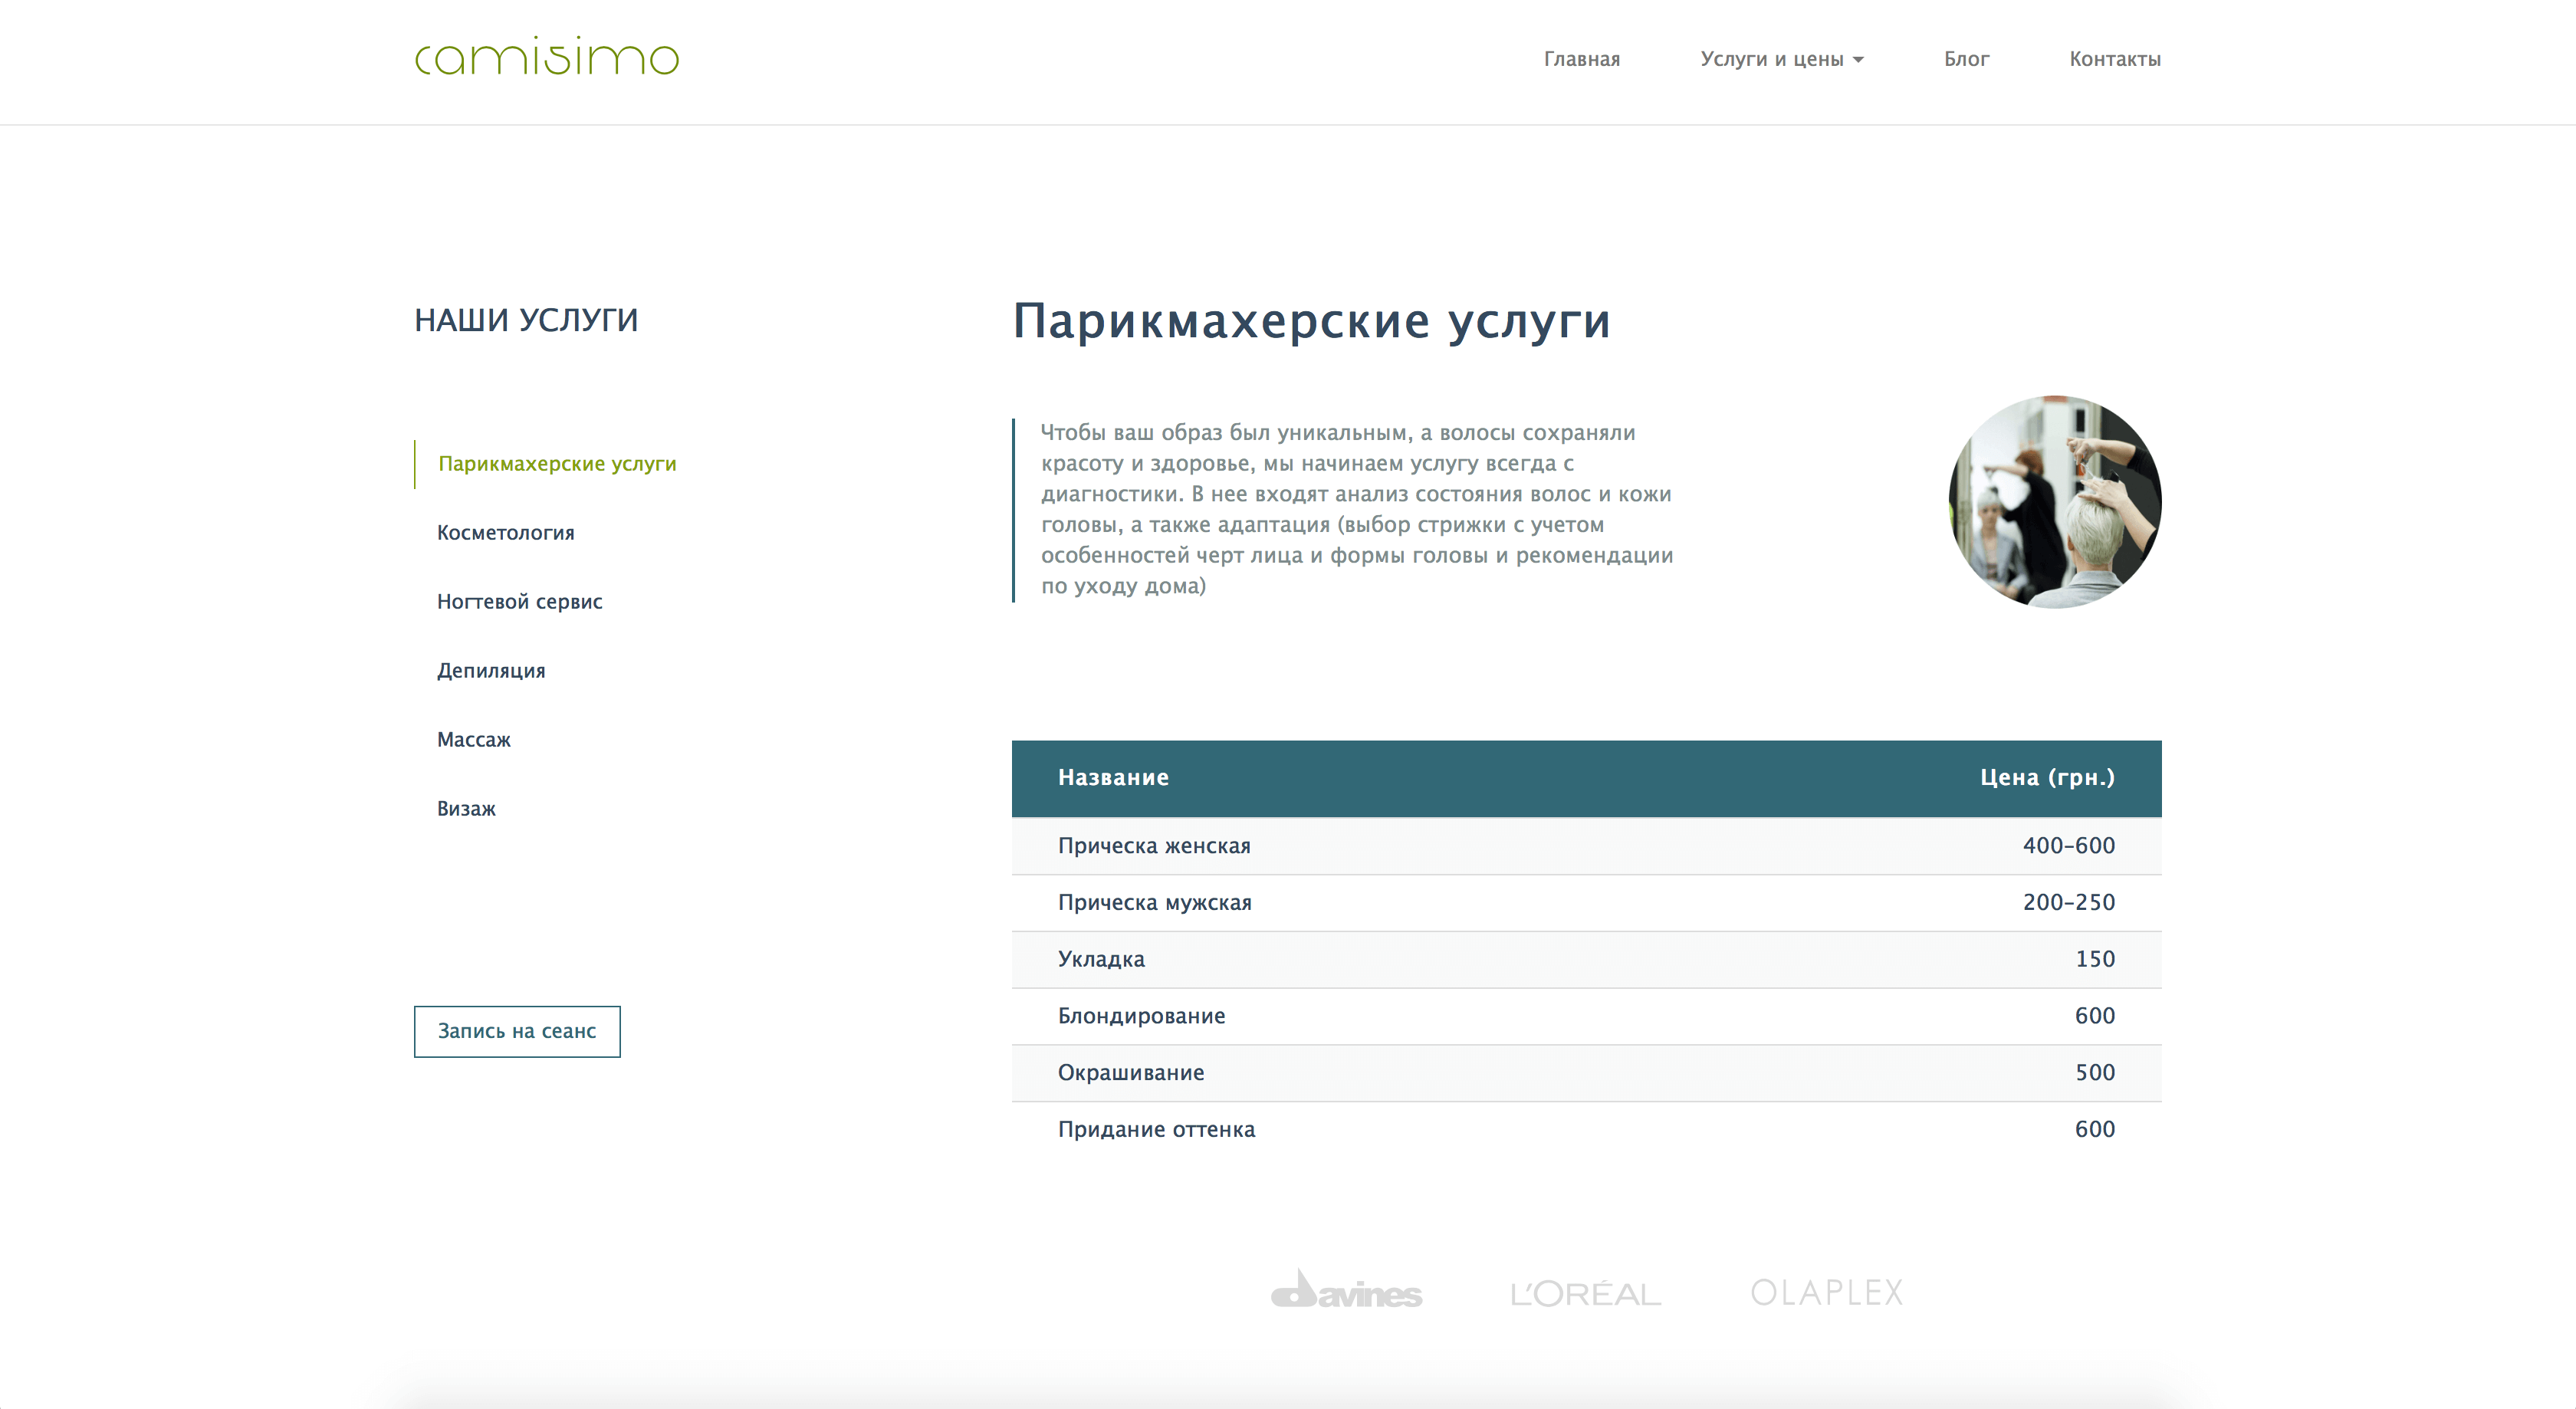 camisimo
Главная
Услуги и цены
Блог
Контакты
НАШИ УСЛУГИ
Парикмахерские услуги
Косметология
Ногтевой сервис
Депиляция
Массаж
Визаж
Запись на сеанс
Парикмахерские услуги
Чтобы ваш образ был уникальным, а волосы сохраняли
красоту и здоровье, мы начинаем услугу всегда с
диагностики. В нее входят анализ состояния волос и кожи
головы, а также адаптация (выбор стрижки с учетом
особенностей черт лица и формы головы и рекомендации
по уходу дома)
Название Цена (грн.)
Прическа женская 400–600
Прическа мужская 200–250
Укладка 150
Блондирование 600
Окрашивание 500
Придание оттенка 600
davines L'ORÉAL OLAPLEX